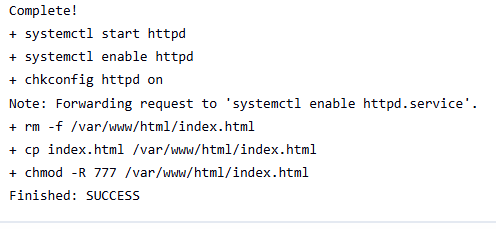 Complete!
+ systemctl start httpd
+ systemctl enable httpd
+ chkconfig httpd on
Note: Forwarding request to 'systemctl enable httpd.service'.
+ rm -f /var/www/html/index.html
+ cp index.html /var/www/html/index.html
+ chmod -R 777 /var/www/html/index.html
Finished: SUCCESS